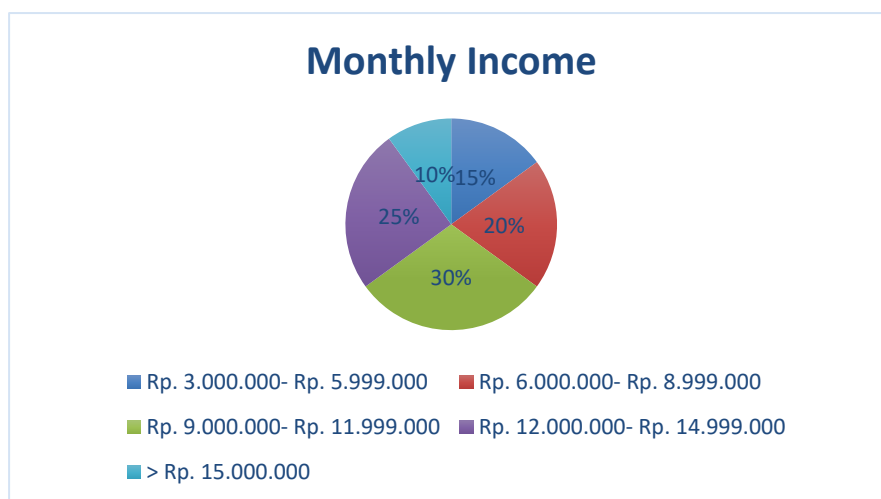 Monthly Income
10%
15%
25%
20%
30%
Rp. 3.000.000- Rp. 5.999.000
Rp. 6.000.000- Rp. 8.999.000
Rp. 9.000.000- Rp. 11.999.000
Rp. 12.000.000- Rp. 14.999.000
> Rp. 15.000.000